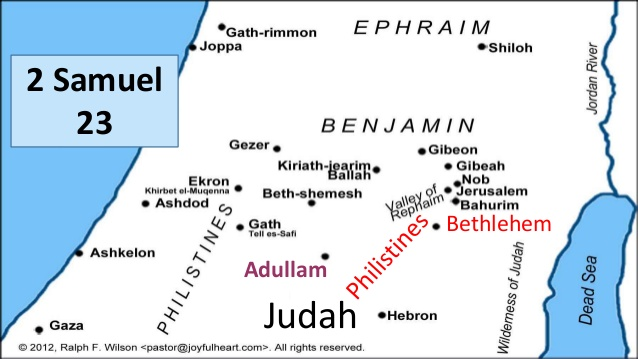 Gath-rimmon
EPHRAIM
Joppa
Shiloh
Jordan River
2 Samuel
23
BENJAMIN
Gezer
Gibeon
Kiriath-jearim
Ballah
Gibeah
Nob
Ekron
Khirbet el-Muqenna
Beth-shemesh
Jerusalem
Ashdod
Valley of
Rephaim
Bahurim
PHILISTINES
Gath
Tell es-Safi
Philistines
Bethlehem
Ashkelon
Adullam
Wilderness of Judah
Dead Sea
Judah
Hebron
Gaza
© 2012, Ralph F. Wilson <pastor@joyfulheart.com>. All rights reserved.